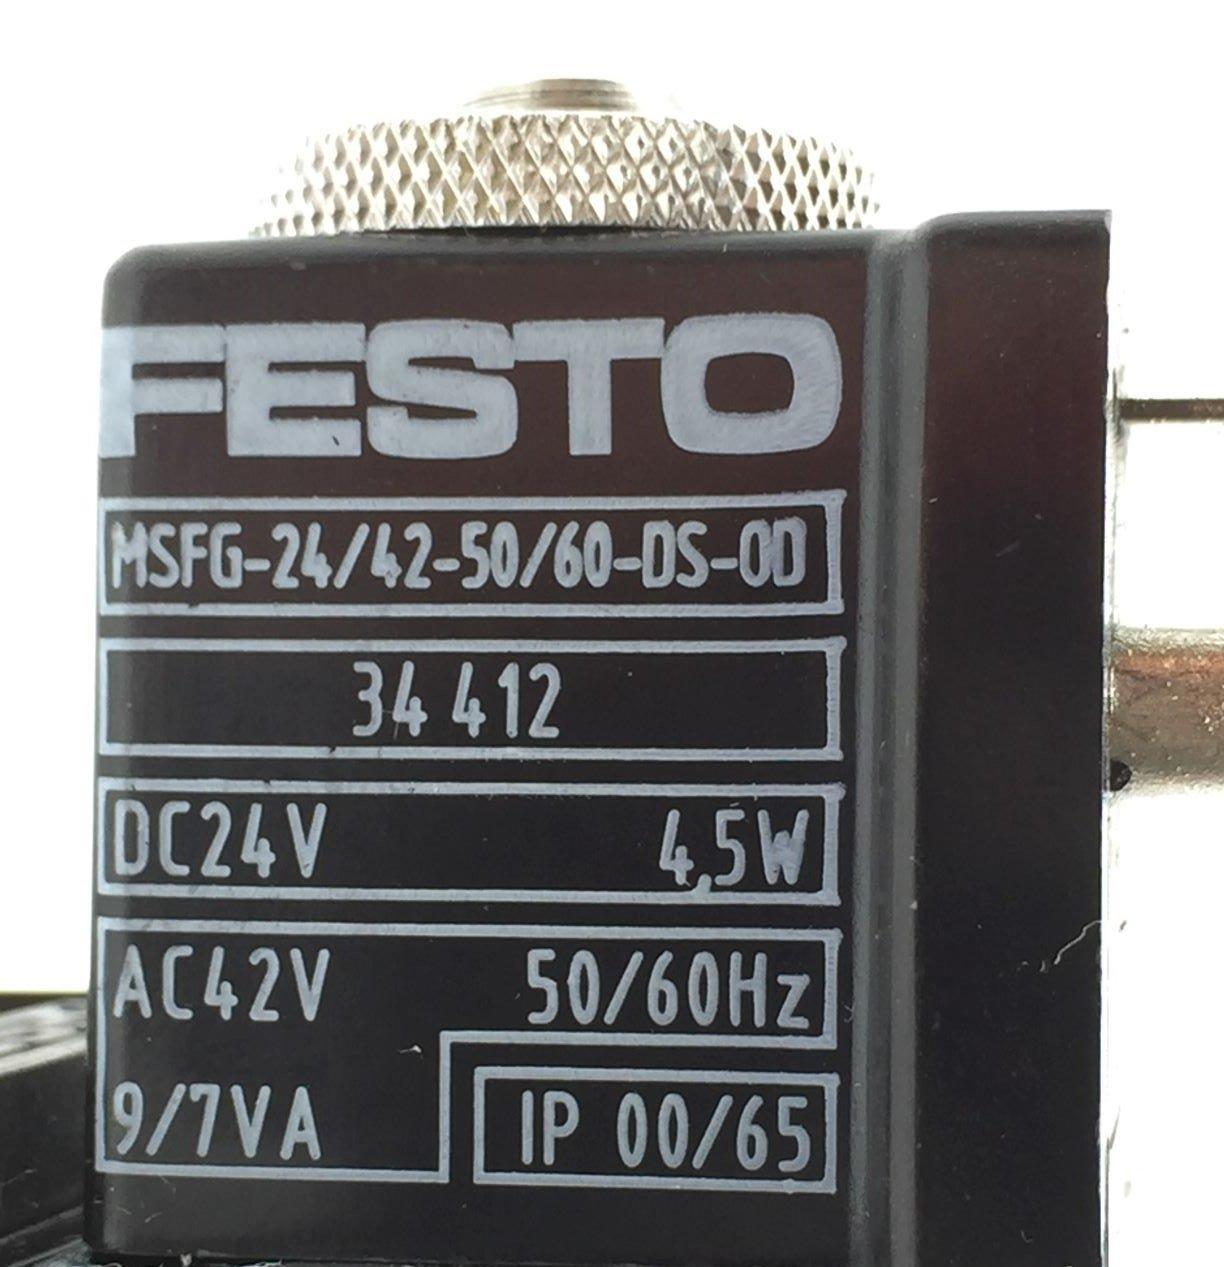 FESTO
MSFG-24/42-50/60-DS-OD
34 412
DC24V 4,5W
AC42V 50/60Hz
9/7VA IP 00/65